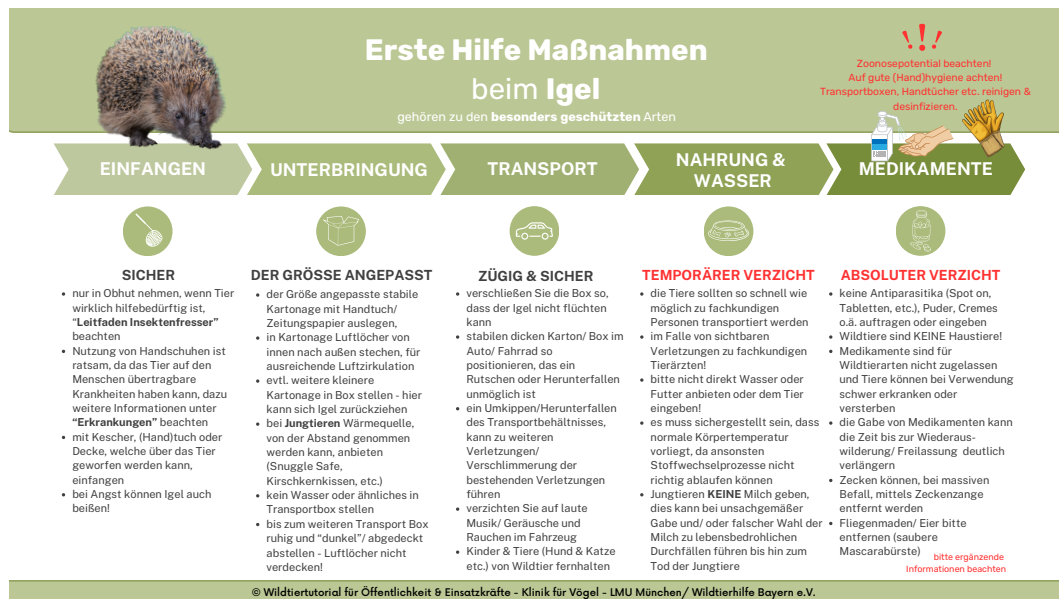 Erste Hilfe Maßnahmen
beim Igel
gehören zu den besonders geschützten Arten
!!!
Zoonosepotential beachten!
Auf gute (Hand)hygiene achten!
Transportboxen, Handtücher etc. reinigen &
desinfizieren.
EINFANGEN
UNTERBRINGUNG
TRANSPORT
NAHRUNG &
WASSER
MEDIKAMENTE
SICHER
• nur in Obhut nehmen, wenn Tier
wirklich hilfebedürftig ist,
“Leitfaden Insektenfresser”
beachten
• Nutzung von Handschuhen ist
ratsam, da das Tier auf den
Menschen übertragbare
Krankheiten haben kann, dazu
weitere Informationen unter
“Erkrankungen” beachten
• mit Kescher, (Hand)tuch oder
Decke, welche über das Tier
geworfen werden kann,
einfangen
• bei Angst können Igel auch
beißen!
DER GRÖSSE ANGEPASST
• der Größe angepasste stabile
Kartonage mit Handtuch/
Zeitungspapier auslegen,
• in Kartonage Luftlöcher von
innen nach außen stechen, für
ausreichende Luftzirkulation
• evtl. weitere kleinere
Kartonage in Box stellen - hier
kann sich Igel zurückziehen
• bei Jungtieren Wärmequelle,
von der Abstand genommen
werden kann, anbieten
(Snuggle Safe,
Kirschkernkissen, etc.)
• kein Wasser oder ähnliches in
Transportbox stellen
• bis zum weiteren Transport Box
ruhig und “dunkel”/ abgedeckt
abstellen - Luftlöcher nicht
verdecken!
ZÜGIG & SICHER
• verschließen Sie die Box so,
dass der Igel nicht flüchten
kann
• stabilen dicken Karton/ Box im
Auto/ Fahrrad so
positionieren, das ein
Rutschen oder Herunterfallen
unmöglich ist
• ein Umkippen/Herunterfallen
des Transportbehältnisses,
kann zu weiteren
Verletzungen/
Verschlimmerung der
bestehenden Verletzungen
führen
• verzichten Sie auf laute
Musik/ Geräusche und
Rauchen im Fahrzeug
• Kinder & Tiere (Hund & Katze
etc.) von Wildtier fernhalten
TEMPORÄRER VERZICHT
• die Tiere sollten so schnell wie
möglich zu fachkundigen
Personen transportiert werden
• im Falle von sichtbaren
Verletzungen zu fachkundigen
Tierärzten!
• bitte nicht direkt Wasser oder
Futter anbieten oder dem Tier
eingeben!
• es muss sichergestellt sein, dass
normale Körpertemperatur
vorliegt, da ansonsten
Stoffwechselprozesse nicht
richtig ablaufen können
• Jungtieren KEINE Milch geben,
dies kann bei unsachgemäßer
Gabe und/ oder falscher Wahl der
Milch zu lebensbedrohlichen
Durchfällen führen bis hin zum
Tod der Jungtiere
ABSOLUTER VERZICHT
• keine Antiparasitika (Spot on,
Tabletten, etc.), Puder, Cremes
o.ä. auftragen oder eingeben
• Wildtiere sind KEINE Haustiere!
• Medikamente sind für
Wildtierarten nicht zugelassen
und Tiere können bei Verwendung
schwer erkranken oder
versterben
• die Gabe von Medikamenten kann
die Zeit bis zur Wiederaus-
wilderung/ Freilassung deutlich
verlängern
• Zecken können, bei massiven
Befall, mittels Zeckenzange
entfernt werden
• Fliegenmaden/ Eier bitte
entfernen (saubere
Mascarabürste)
bitte ergänzende
Informationen beachten
© Wildtiertutorial für Öffentlichkeit & Einsatzkräfte - Klinik für Vögel - LMU München/ Wildtierhilfe Bayern e.V.